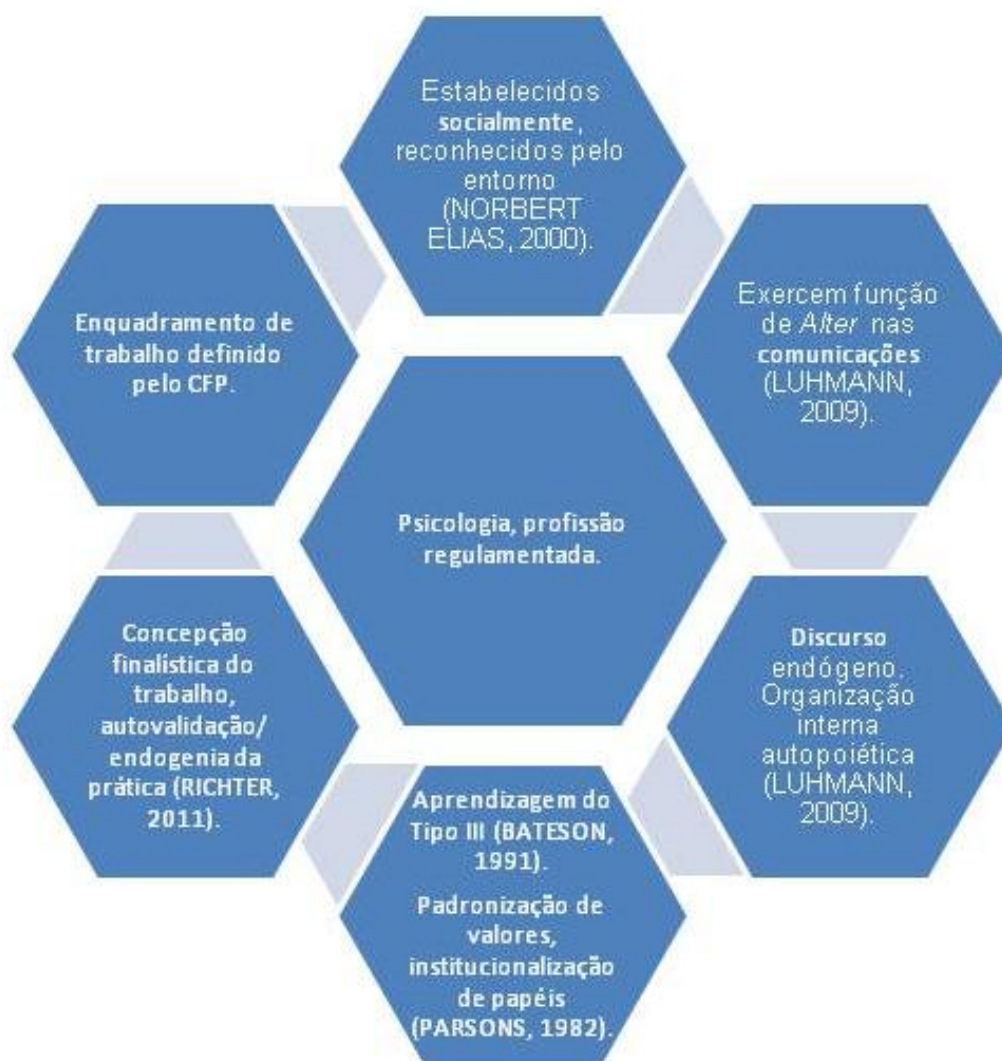 Estabelecidos
socialmente,
reconhecidos pelo
entorno
(NORBERT
ELIAS, 2000).
Exercem função
de Alter nas
comunicações
(LUHMANN,
2009).
Discurso
endógeno.
Organização
interna
autopoiética
(LUHMANN,
2009).
Aprendizagem do
Tipo III (BATESON,
1991).
Padronização de
valores,
institucionalização
de papéis
(PARSONS, 1982).
Concepção
finalística do
trabalho,
autovalidação/
endogenia da
prática (RICHTER,
2011).
Enquadramento de
trabalho definido
pelo CFP.
Psicologia, profissão
regulamentada.